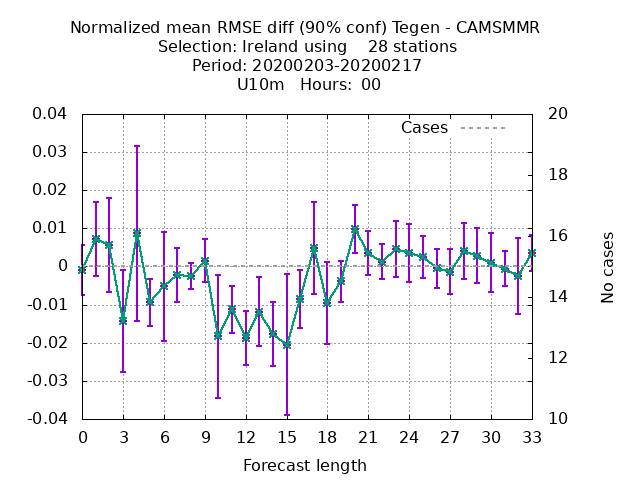 Normalized mean RMSE diff (90% conf) Tegen - CAMSMMR
Selection: Ireland using 28 stations
Period: 20200203-20200217
U10m Hours: 00
Cases
0.04
0.03
0.02
0.01
0
-0.01
-0.02
-0.03
-0.04
20
18
16
14
12
10
No cases
0 3 6 9 12 15 18 21 24 27 30 33
Forecast length